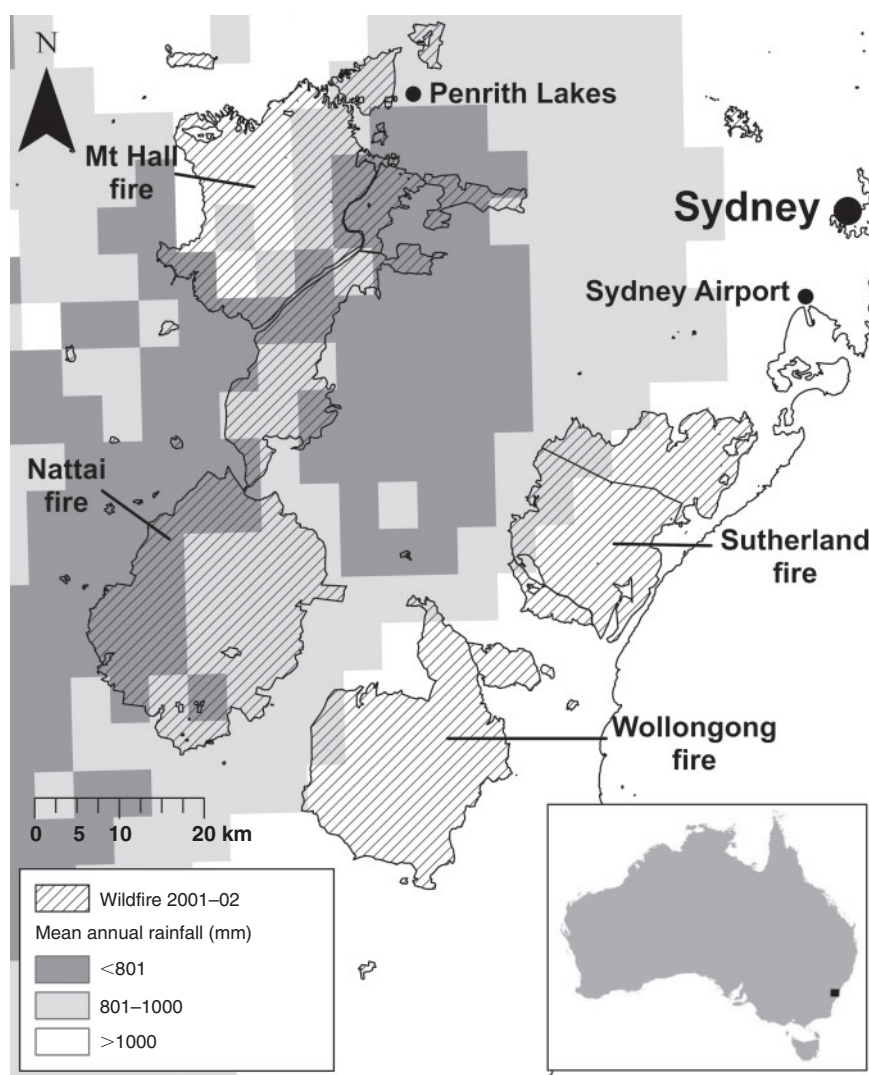 N
Penrith Lakes
Mt Hall
fire
Sydney
Sydney Airport
Nattai
fire
Sutherland
fire
Wollongong
fire
0 5 10 20 km
Wildfire 2001–02
Mean annual rainfall (mm)
<801
801–1000
>1000